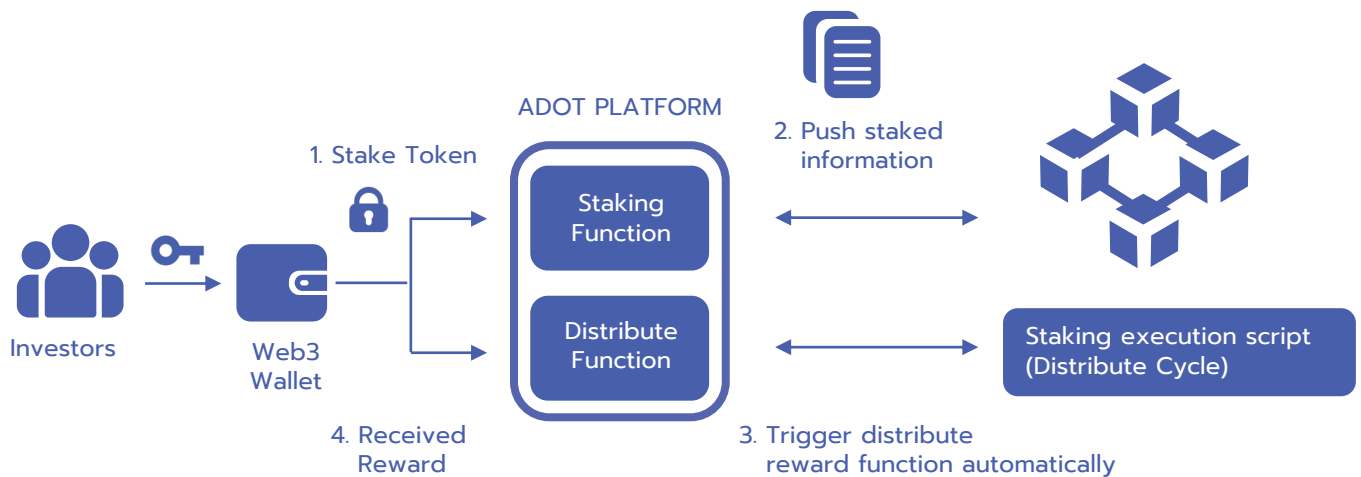 ADOT PLATFORM
1. Stake Token
2. Push staked
information
Staking
Function
Distribute
Function
Investors
Web3
Wallet
Staking execution script
(Distribute Cycle)
4. Received
Reward
3. Trigger distribute
reward function automatically